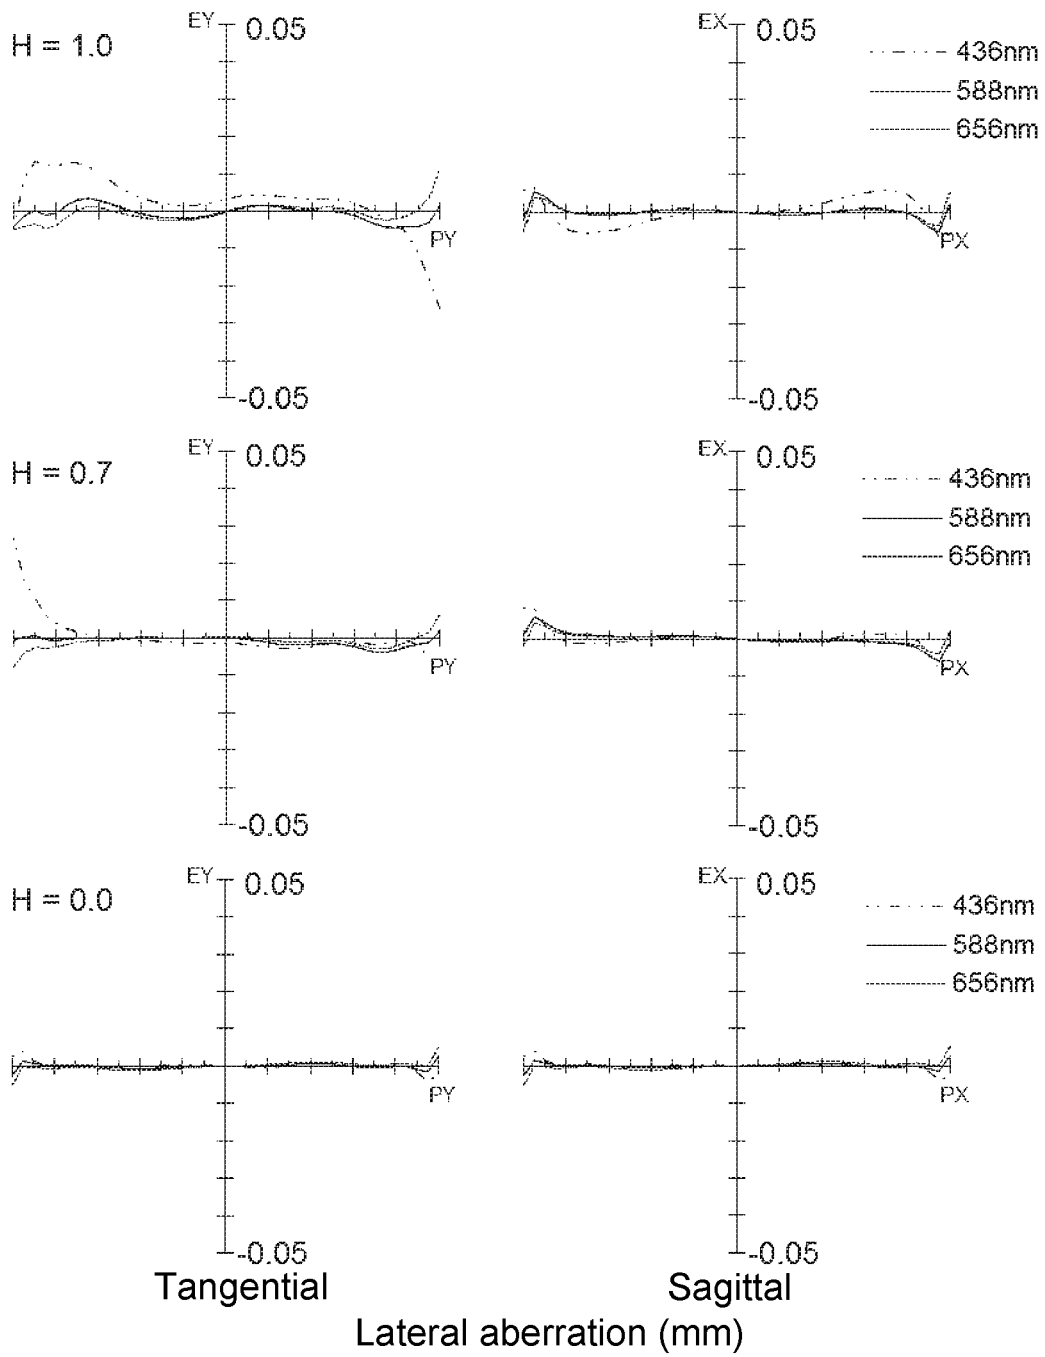 EY 0.05
EX 0.05
H = 1.0
436nm
588nm
656nm
PY
PX
-0.05
-0.05
EY 0.05
EX 0.05
H = 0.7
436nm
588nm
656nm
PY
PX
-0.05
-0.05
EY 0.05
EX 0.05
H = 0.0
436nm
588nm
656nm
PY
PX
-0.05
-0.05
Tangential
Sagittal
Lateral aberration (mm)